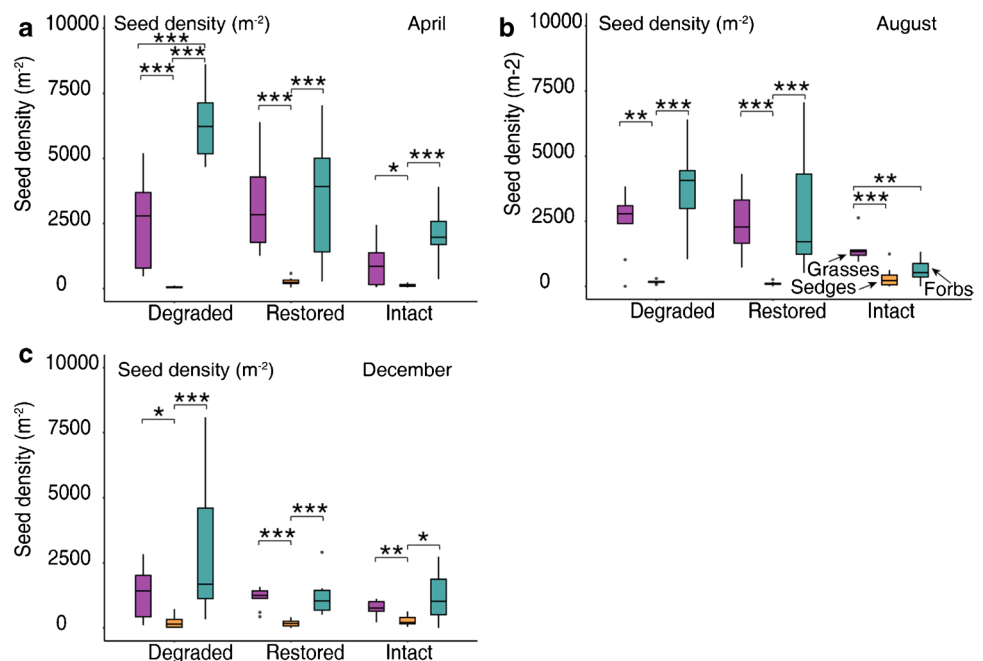 a
Seed density (m-2)
April
Seed density (m-2)
10000
7500
5000
2500
0
***
***
***
***
***
*
***
Degraded
Restored
Intact
b
Seed density (m-2)
August
Seed density (m-2)
10000
7500
5000
2500
0
**
***
***
***
**
***
Grasses
Sedges
Forbs
Degraded
Restored
Intact
c
Seed density (m-2)
December
Seed density (m-2)
10000
7500
5000
2500
0
*
***
***
***
**
*
Degraded
Restored
Intact